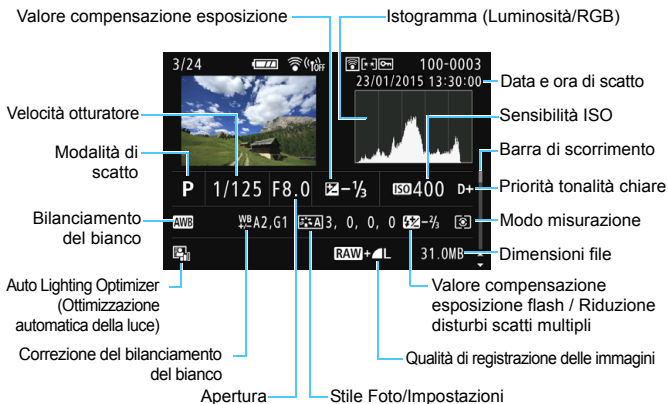 Valore compensazione esposizione
Istogramma (Luminosità/RGB)
3/24
OFF
100-0003
23/01/2015 13:30:00
Data e ora di scatto
Velocità otturatore
Sensibilità ISO
Modalità di
scatto
Barra di scorrimento
P 1/125 F8.0 -⅓ ISO 400 D+
Priorità tonalità chiare
Bilanciamento
del bianco
AWB WB +/- A2,G1 A 3, 0, 0, 0 -⅔
Modo misurazione
RAW+L 31.0MB
Dimensioni file
Auto Lighting Optimizer
(Ottimizzazione
automatica della luce)
Valore compensazione
esposizione flash / Riduzione
disturbi scatti multipli
Correzione del bilanciamento
del bianco
Qualità di registrazione delle immagini
Apertura
Stile Foto/Impostazioni